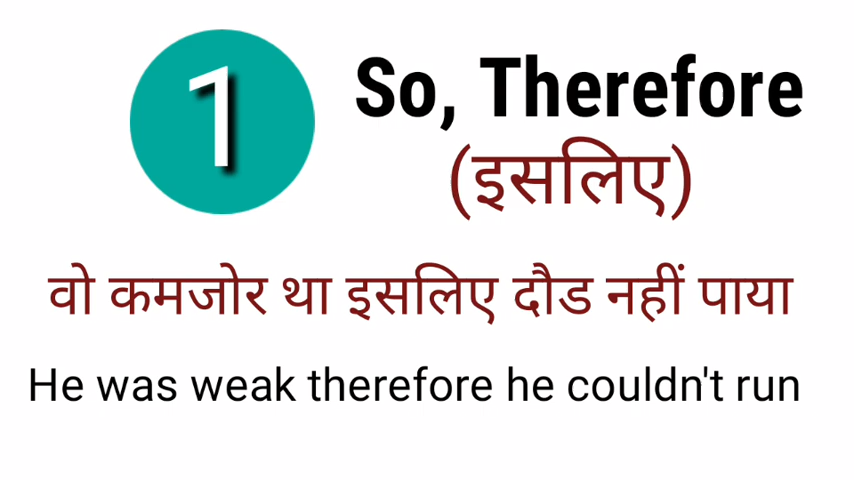 1
So, Therefore
(इसलिए)
वो कमजोर था इसलिए दौड नहीं पाया
He was weak therefore he couldn't run